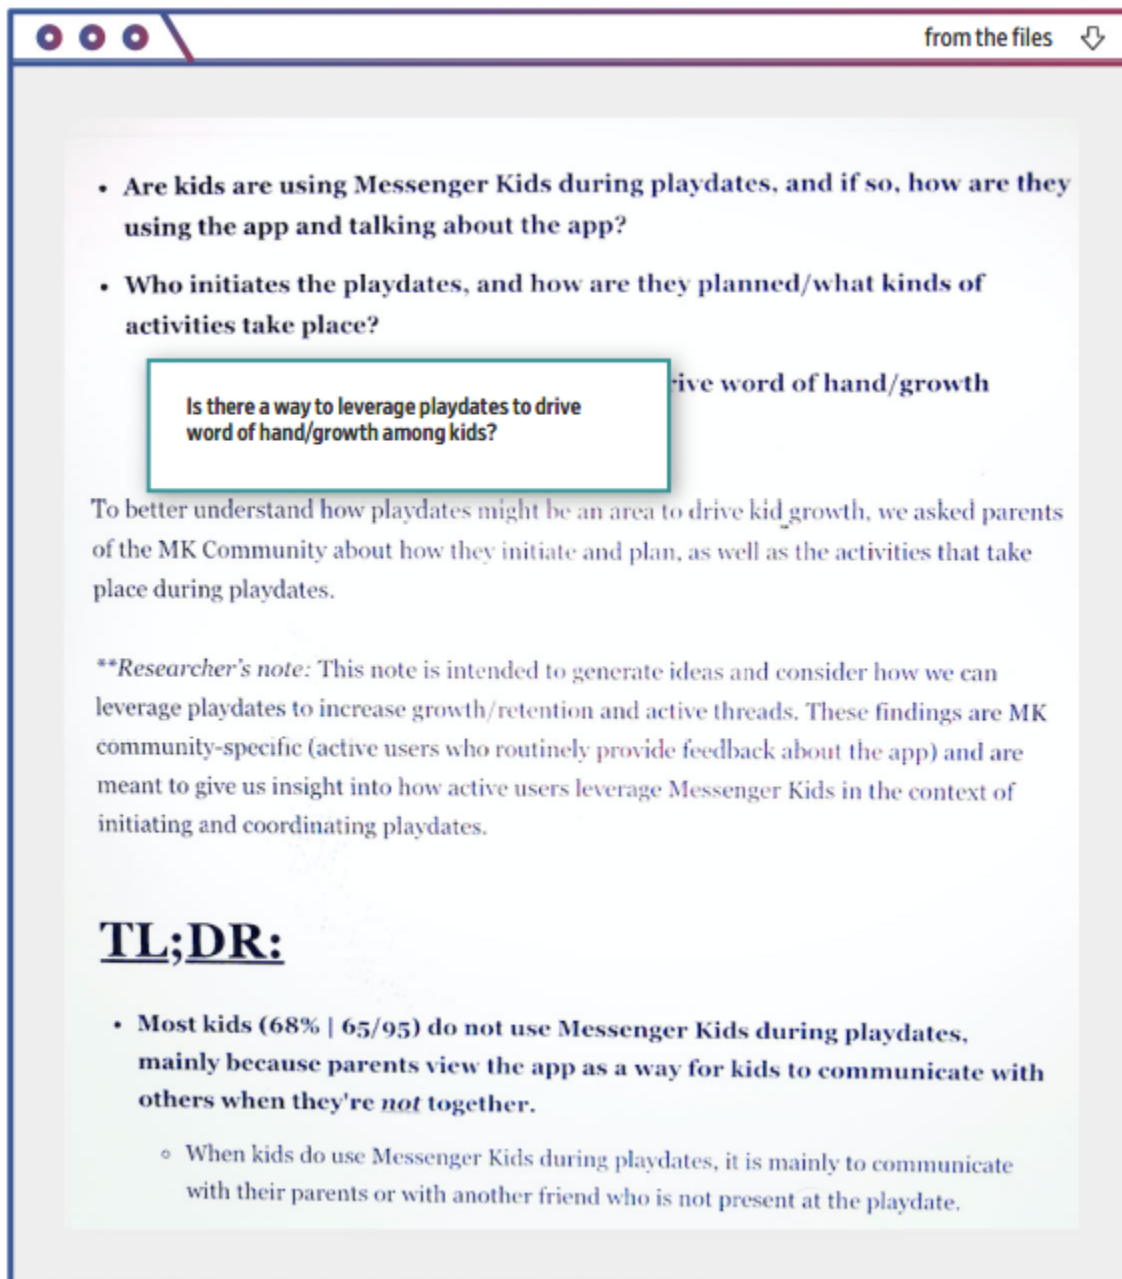 from the files
• Are kids are using Messenger Kids during playdates, and if so, how are they
using the app and talking about the app?
• Who initiates the playdates, and how are they planned/what kinds of
activities take place?
rive word of hand/growth
Is there a way to leverage playdates to drive
word of hand/growth among kids?
To better understand how playdates might be an area to drive kid growth, we asked parents
of the MK Community about how they initiate and plan, as well as the activities that take
place during playdates.
**Researcher's note: This note is intended to generate ideas and consider how we can
leverage playdates to increase growth/retention and active threads. These findings are MK
community-specific (active users who routinely provide feedback about the app) and are
meant to give us insight into how active users leverage Messenger Kids in the context of
initiating and coordinating playdates.
TL;DR:
• Most kids (68% | 65/95) do not use Messenger Kids during playdates,
mainly because parents view the app as a way for kids to communicate with
others when they're not together.
◦ When kids do use Messenger Kids during playdates, it is mainly to communicate
with their parents or with another friend who is not present at the playdate.